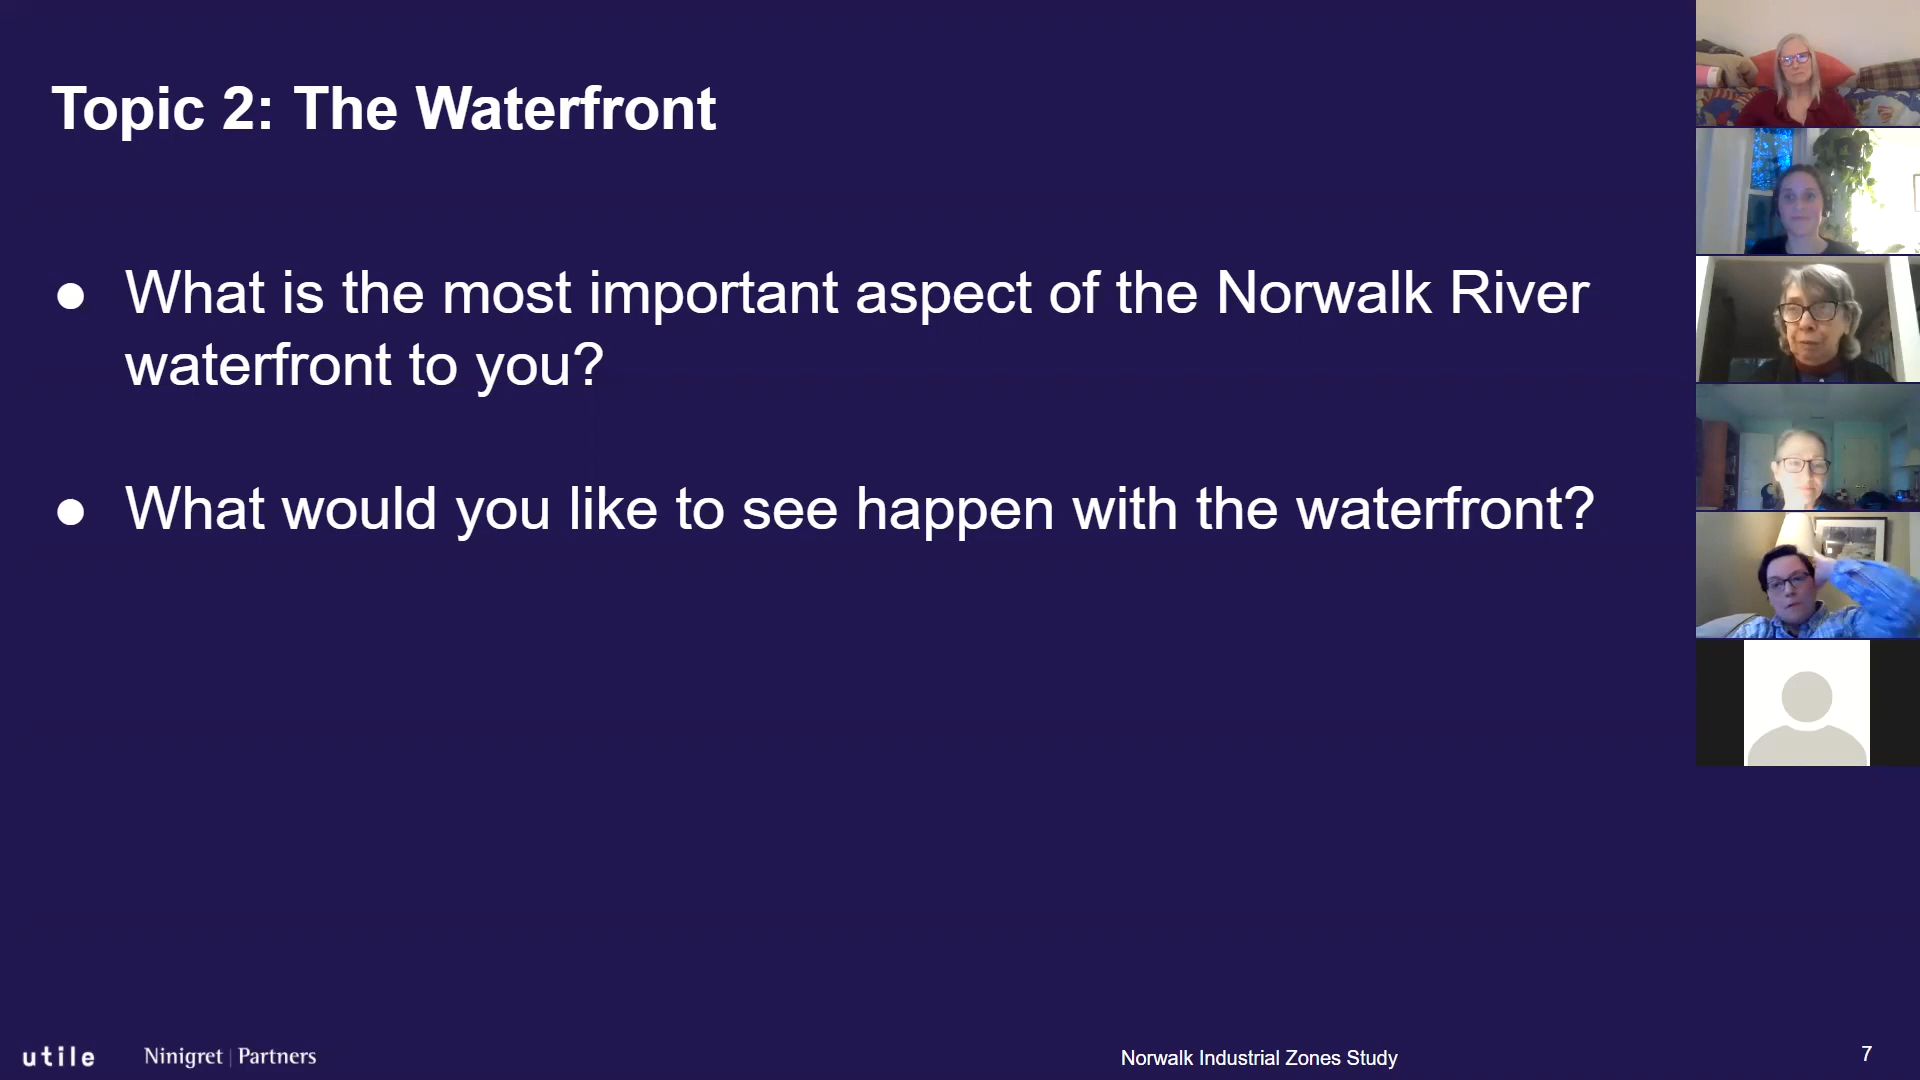 Topic 2: The Waterfront
● What is the most important aspect of the Norwalk River
waterfront to you?
● What would you like to see happen with the waterfront?
utile
Ninigret | Partners
Norwalk Industrial Zones Study
7